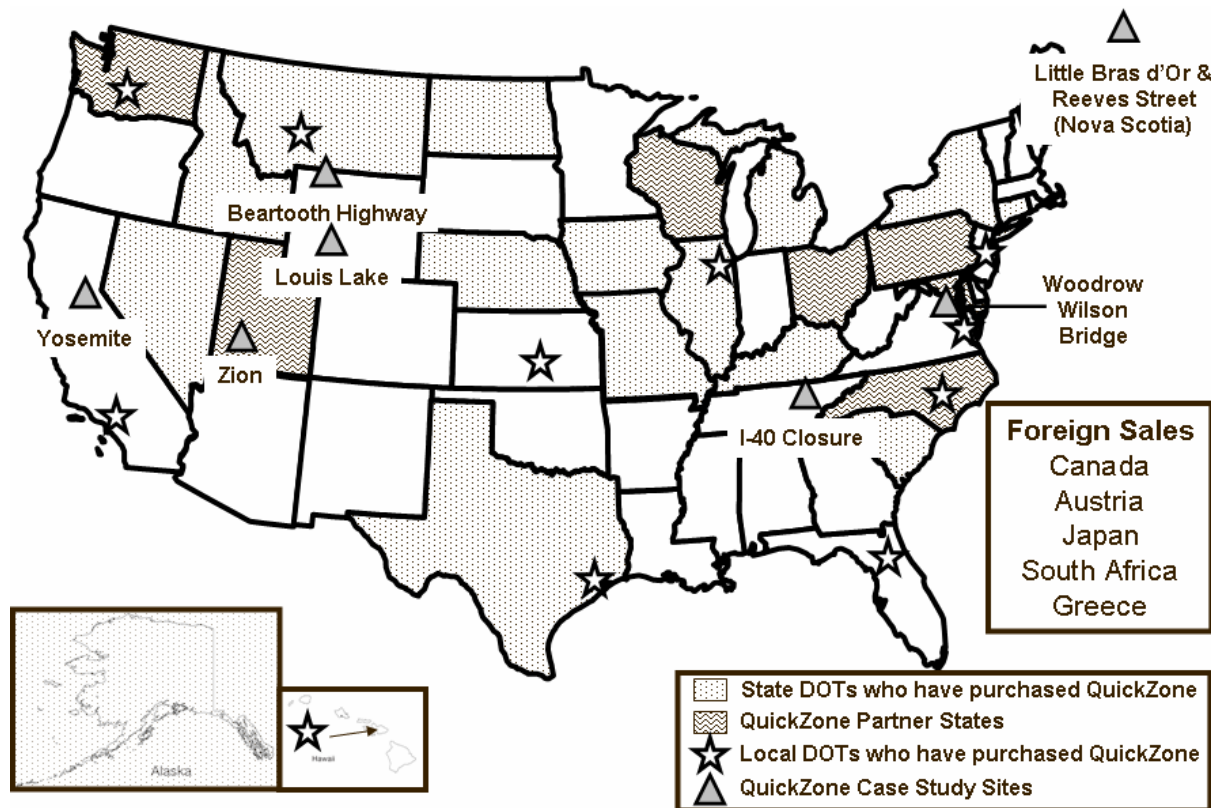 Little Bras d'Or &
Reeves Street
(Nova Scotia)
Beartooth Highway
Louis Lake
Woodrow
Wilson
Bridge
Yosemite
Zion
I-40 Closure
Foreign Sales
Canada
Austria
Japan
South Africa
Greece
State DOTs who have purchased QuickZone
QuickZone Partner States
Local DOTs who have purchased QuickZone
QuickZone Case Study Sites
Alaska
Hawaii